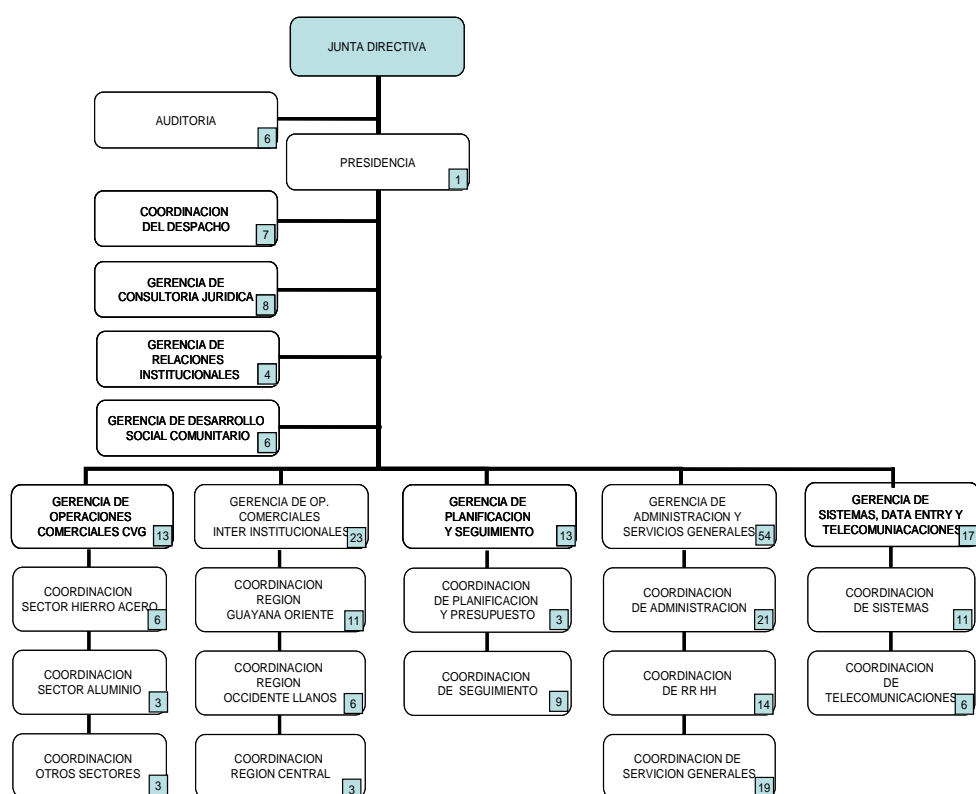 JUNTA DIRECTIVA
AUDITORIA
6
PRESIDENCIA
1
COORDINACION
DEL DESPACHO
7
GERENCIA DE
CONSULTORIA JURIDICA
8
GERENCIA DE
RELACIONES
INSTITUCIONALES
4
GERENCIA DE DESARROLLO
SOCIAL COMUNITARIO
6
GERENCIA DE
OPERACIONES
COMERCIALES CVG
13
COORDINACION
SECTOR HIERRO ACERO
6
COORDINACION
SECTOR ALUMINIO
3
COORDINACION
OTROS SECTORES
3
GERENCIA DE OP.
COMERCIALES
INTER INSTITUCIONALES
23
COORDINACION
REGION
GUAYANA ORIENTE
11
COORDINACION
REGION
OCCIDENTE LLANOS
6
COORDINACION
REGION CENTRAL
3
GERENCIA DE
PLANIFICACION
Y SEGUIMIENTO
13
COORDINACION
DE PLANIFICACION
Y PRESUPUESTO
3
COORDINACION
DE SEGUIMIENTO
9
GERENCIA DE
ADMINISTRACION Y
SERVICIOS GENERALES
54
COORDINACION
DE ADMINISTRACION
21
COORDINACION
DE RR HH
14
COORDINACION DE
SERVICION GENERALES
19
GERENCIA DE
SISTEMAS, DATA ENTRY Y
TELECOMUNIACACIONES
17
COORDINACION
DE SISTEMAS
11
COORDINACION
DE
TELECOMUNICACIONES
6